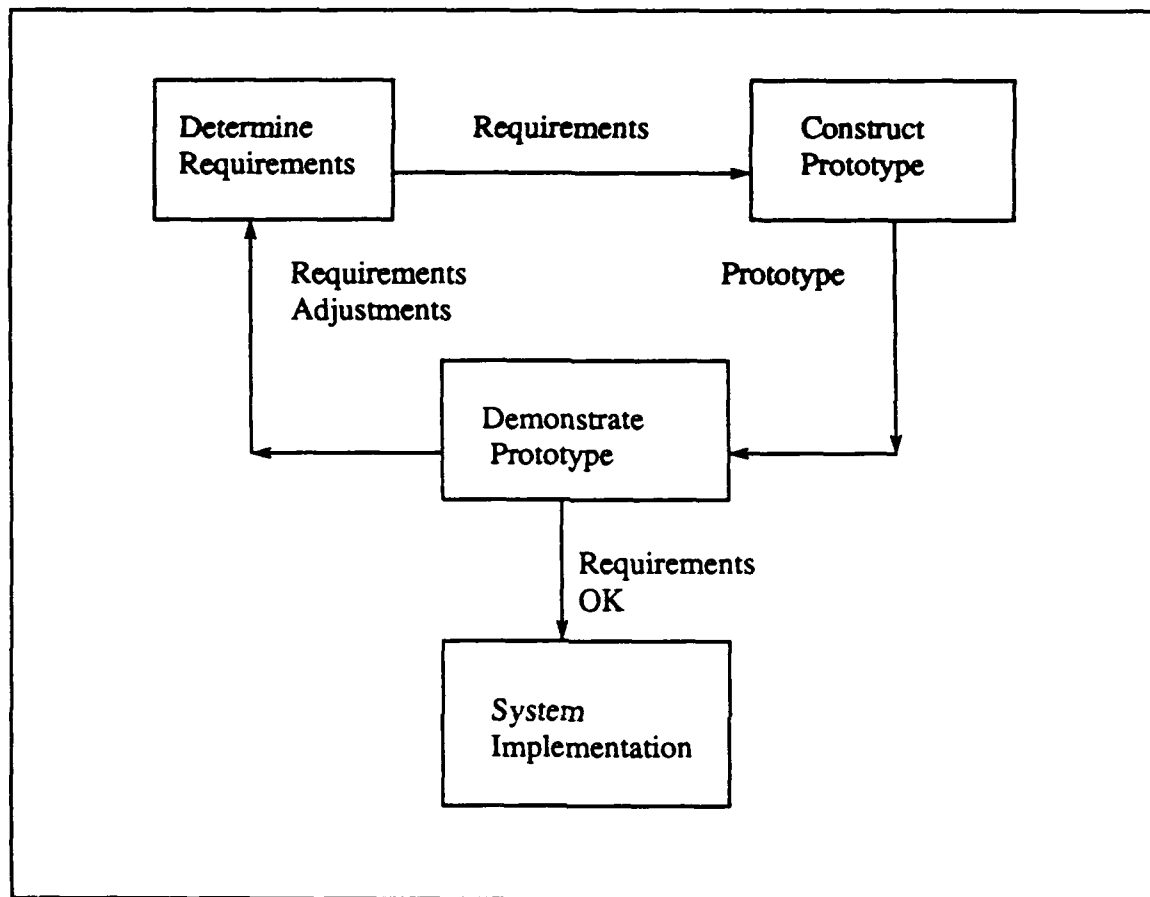 Determine
Requirements
Requirements
Construct
Prototype
Requirements
Adjustments
Prototype
Demonstrate
Prototype
Requirements
OK
System
Implementation